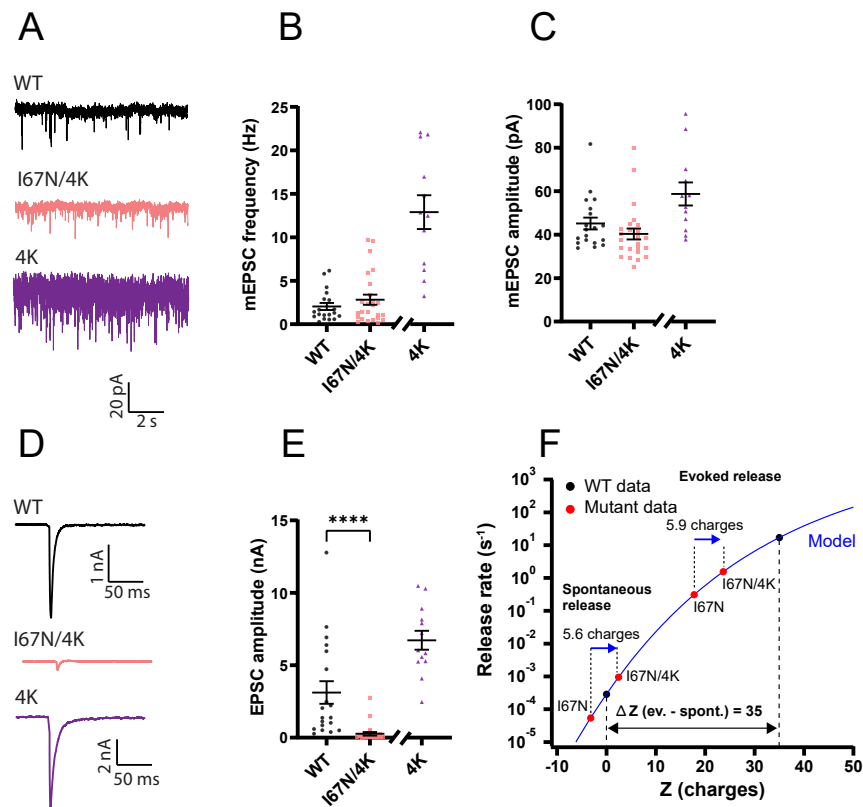 A
WT
I67N/4K
4K
20 pA
2 s
B
mEPSC frequency (Hz)
25
20
15
10
5
0
WT
I67N/4K
4K
C
mEPSC amplitude (pA)
100
80
60
40
20
0
WT
I67N/4K
4K
D
WT
1 nA
50 ms
I67N/4K
4K
2 nA
50 ms
E
EPSC amplitude (nA)
15
10
5
0
****
WT
I67N/4K
4K
F
Release rate (s⁻¹)
10³
10²
10¹
10⁰
10⁻¹
10⁻²
10⁻³
10⁻⁴
10⁻⁵
WT data
Mutant data
Evoked release
5.9 charges
Model
I67N/4K
I67N
Spontaneous
release
5.6 charges
I67N/4K
I67N
Δ Z (ev. - spont.) = 35
-10 0 10 20 30 40 50
Z (charges)